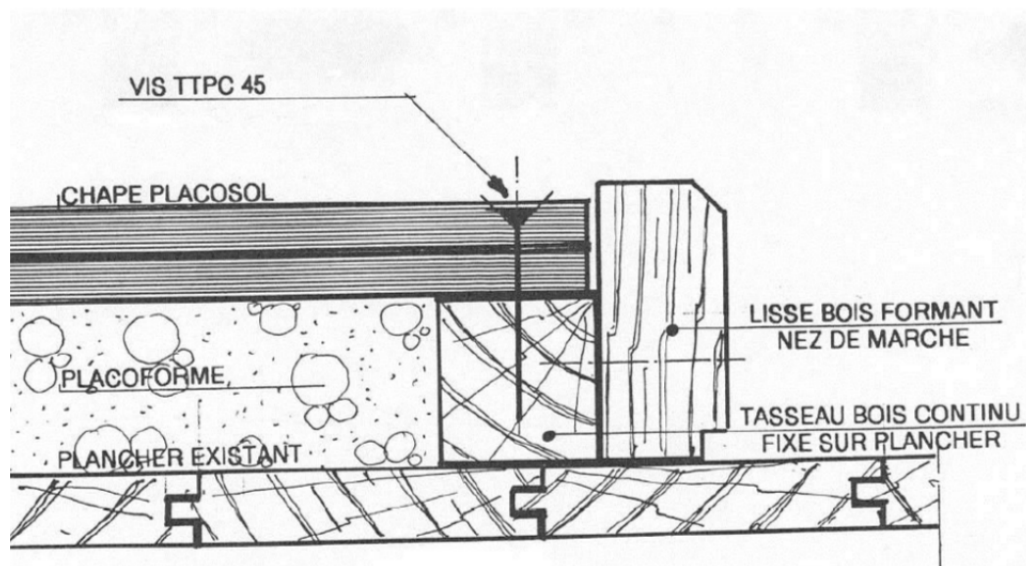 VIS TTPC 45
CHAPE PLACOSOL
LISSE BOIS FORMANT
NEZ DE MARCHE
PLACOFORME
TASSEAU BOIS CONTINU
FIXE SUR PLANCHER
PLANCHER EXISTANT